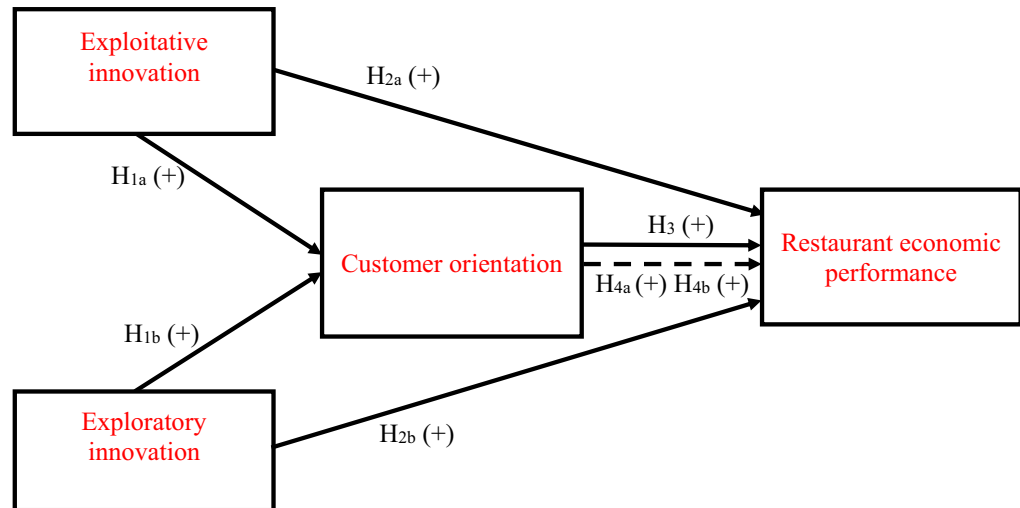 Exploitative
innovation
H2a (+)
H1a (+)
Customer orientation
H3 (+)
H4a (+) H4b (+)
Restaurant economic
performance
H1b (+)
Exploratory
innovation
H2b (+)